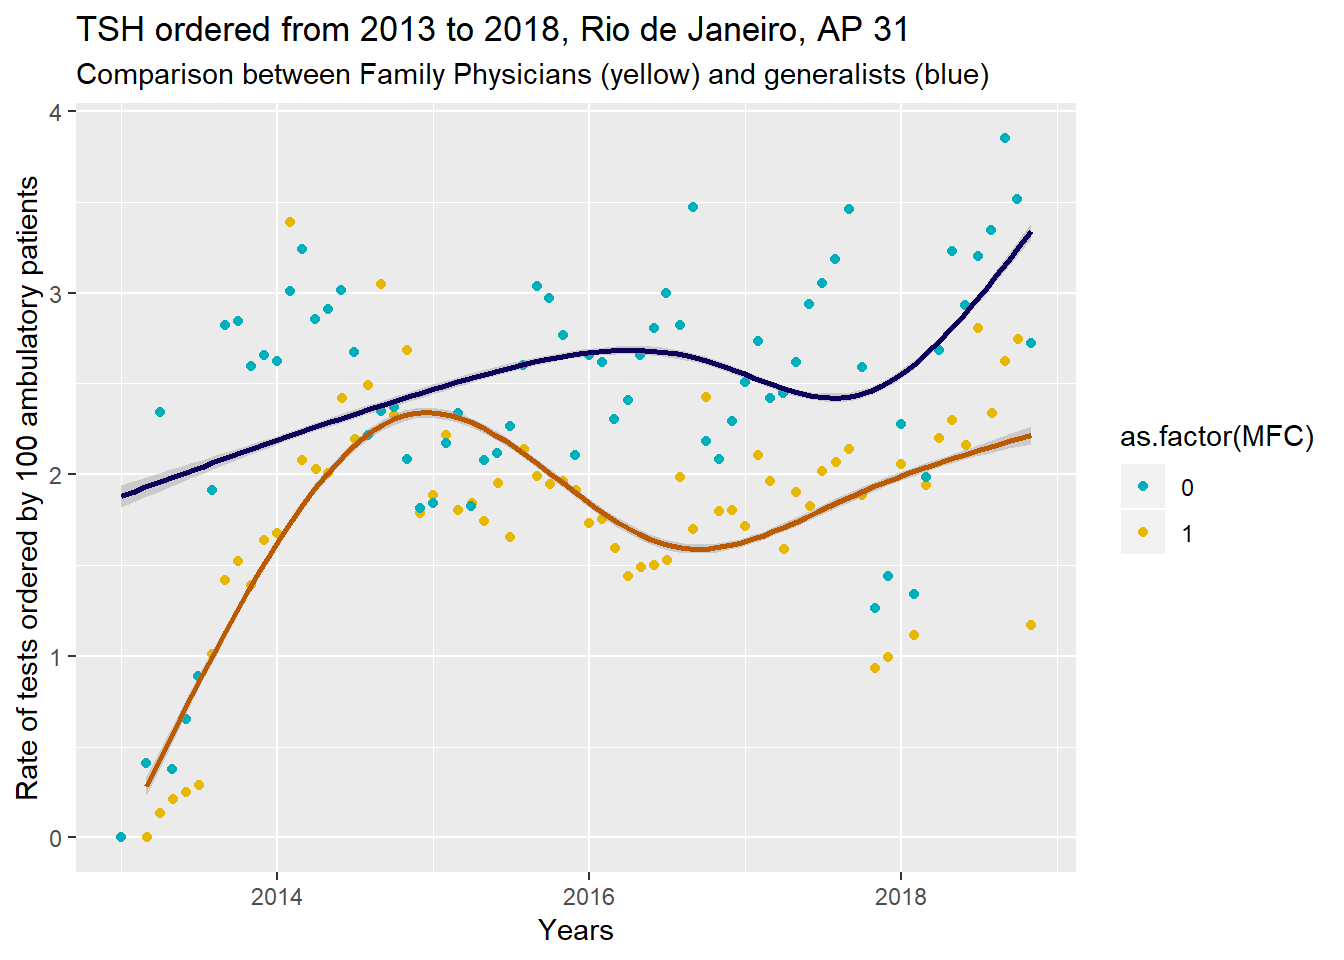 TSH ordered from 2013 to 2018, Rio de Janeiro, AP 31
Comparison between Family Physicians (yellow) and generalists (blue)
Rate of tests ordered by 100 ambulatory patients
4
3
2
1
0
2014
2016
2018
Years
as.factor(MFC)
0
1